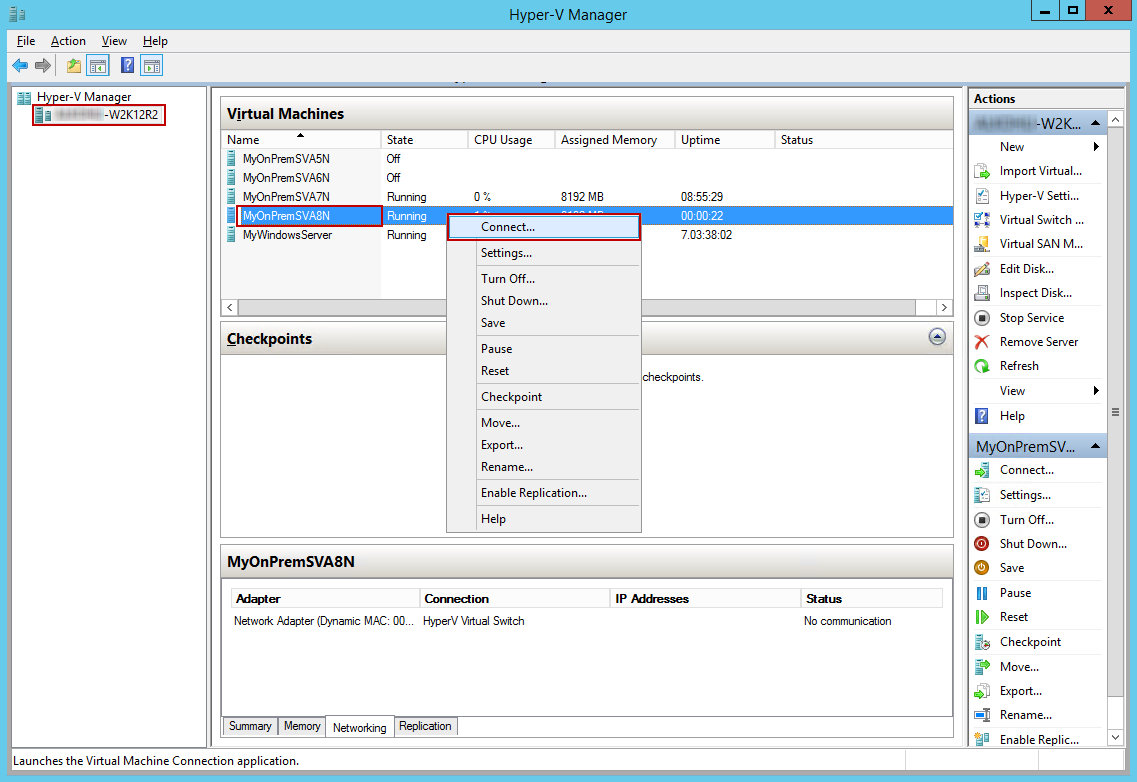 Hyper-V Manager
File Action View Help
Hyper-V Manager
-W2K12R2
Virtual Machines
Name State CPU Usage Assigned Memory Uptime Status
MyOnPremSVA5N Off
MyOnPremSVA6N Off
MyOnPremSVA7N Running 0 % 8192 MB 08:55:29
MyOnPremSVA8N Running 00:00:22
MyWindowsServer Running 7.03:38:02
Connect...
Settings...
Turn Off...
Shut Down...
Save
Pause
Reset
Checkpoint
Move...
Export...
Rename...
Enable Replication...
Help
Checkpoints
checkpoints.
MyOnPremSVA8N
Adapter Connection IP Addresses Status
Network Adapter (Dynamic MAC: 00... HyperV Virtual Switch No communication
Summary Memory Networking Replication
Actions
-W2K...
New
Import Virtual...
Hyper-V Setti...
Virtual Switch ...
Virtual SAN M...
Edit Disk...
Inspect Disk...
Stop Service
Remove Server
Refresh
View
Help
MyOnPremSV...
Connect...
Settings...
Turn Off...
Shut Down...
Save
Pause
Reset
Checkpoint
Move...
Export...
Rename...
Enable Replic...
Launches the Virtual Machine Connection application.